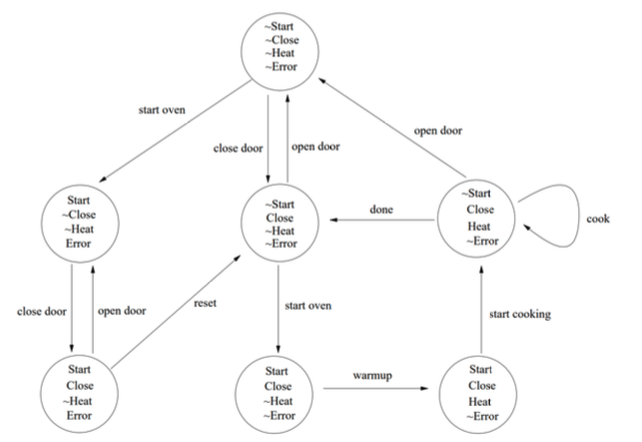 ~Start
~Close
~Heat
~Error
start oven
close door
open door
open door
Start
~Close
~Heat
Error
~Start
Close
~Heat
~Error
done
~Start
Close
Heat
~Error
cook
close door
open door
reset
start oven
start cooking
Start
Close
~Heat
Error
Start
Close
~Heat
~Error
warmup
Start
Close
Heat
~Error